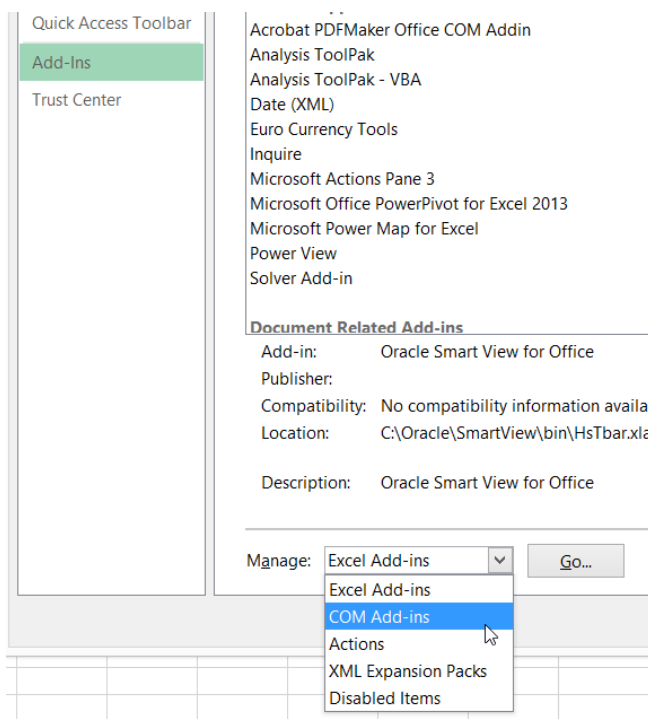 Quick Access Toolbar
Add-Ins
Trust Center
Acrobat PDFMaker Office COM Addin
Analysis ToolPak
Analysis ToolPak - VBA
Date (XML)
Euro Currency Tools
Inquire
Microsoft Actions Pane 3
Microsoft Office PowerPivot for Excel 2013
Microsoft Power Map for Excel
Power View
Solver Add-in
Document Related Add-ins
Add-in: Oracle Smart View for Office
Publisher:
Compatibility: No compatibility information availa
Location: C:\Oracle\SmartView\bin\HsTbar.xla
Description: Oracle Smart View for Office
Manage: Excel Add-ins Go...
Excel Add-ins
COM Add-ins
Actions
XML Expansion Packs
Disabled Items